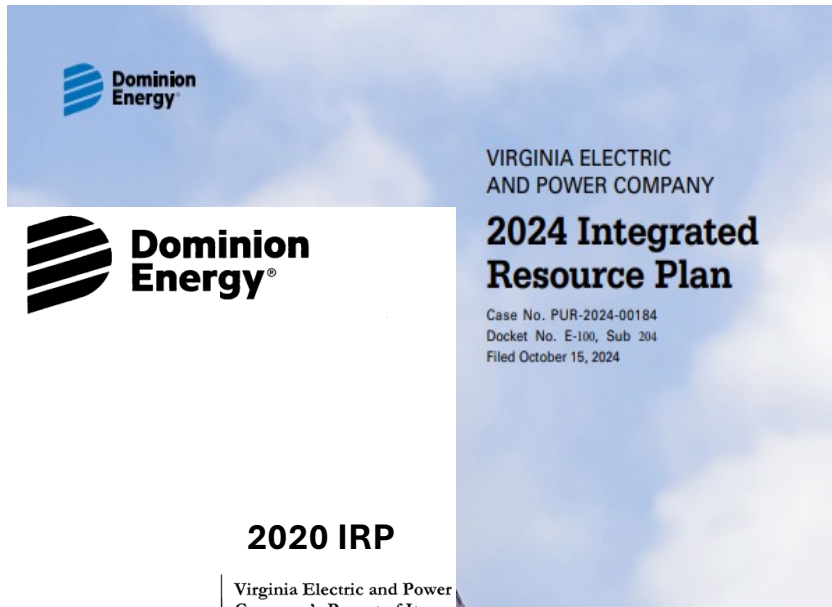 Dominion
Energy®
VIRGINIA ELECTRIC
AND POWER COMPANY
2024 Integrated
Resource Plan
Case No. PUR-2024-00184
Docket No. E-100, Sub 204
Filed October 15, 2024
Dominion
Energy®
2020 IRP
Virginia Electric and Power